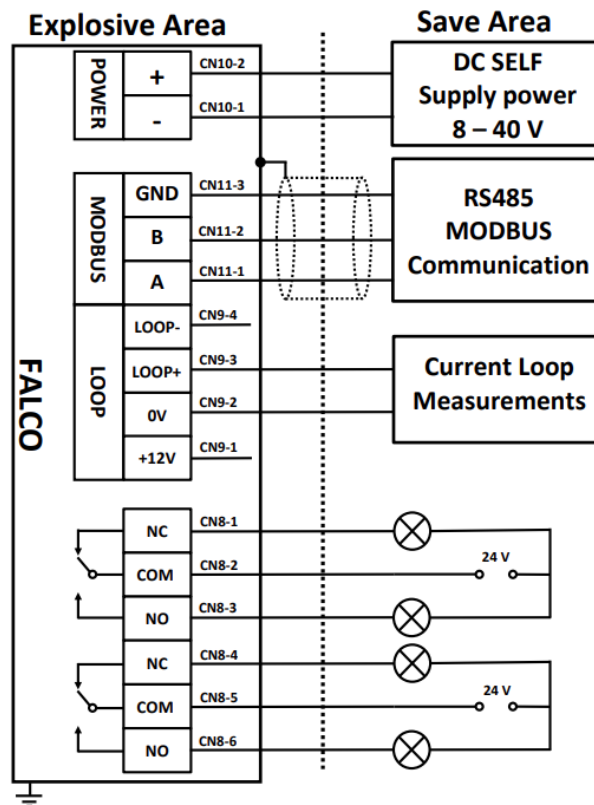 Explosive Area
Save Area
FALCO
POWER
+
CN10-2
-
CN10-1
DC SELF
Supply power
8 – 40 V
MODBUS
GND
CN11-3
B
CN11-2
A
CN11-1
RS485
MODBUS
Communication
LOOP
LOOP-
CN9-4
LOOP+
CN9-3
0V
CN9-2
+12V
CN9-1
Current Loop
Measurements
NC
CN8-1
COM
CN8-2
24 V
NO
CN8-3
NC
CN8-4
COM
CN8-5
24 V
NO
CN8-6